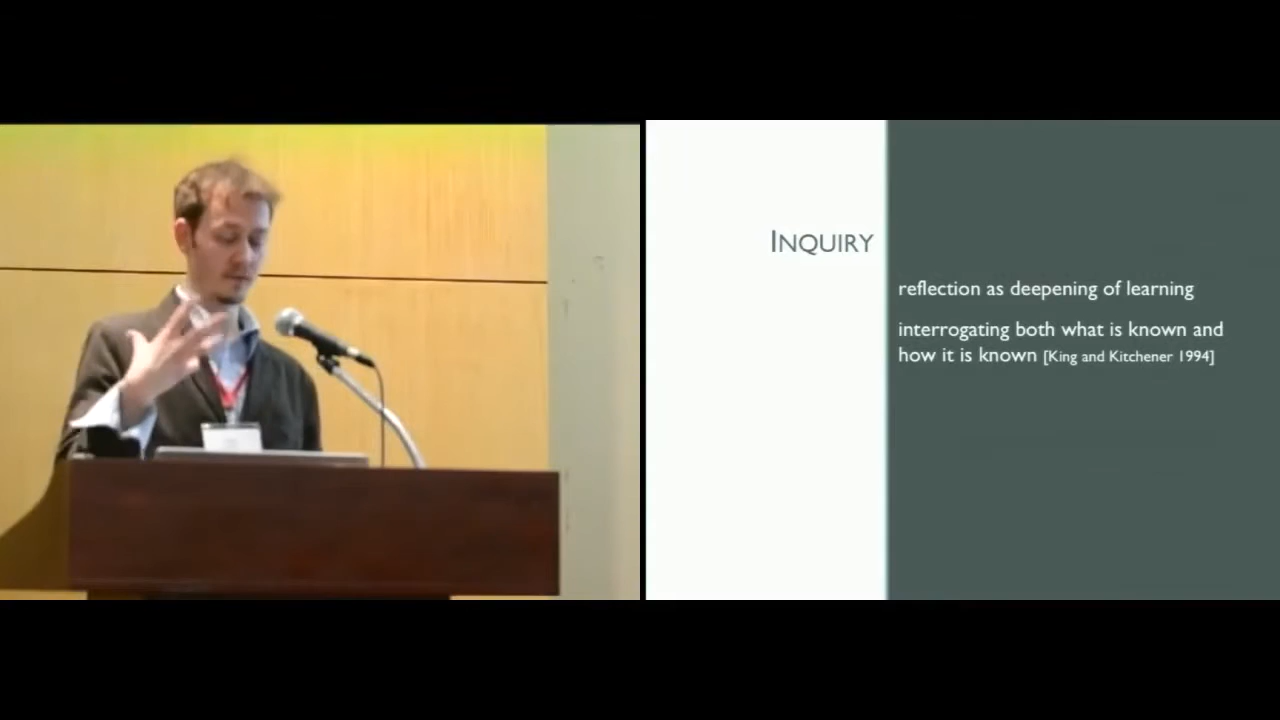 INQUIRY
reflection as deepening of learning
interrogating both what is known and
how it is known [King and Kitchener 1994]